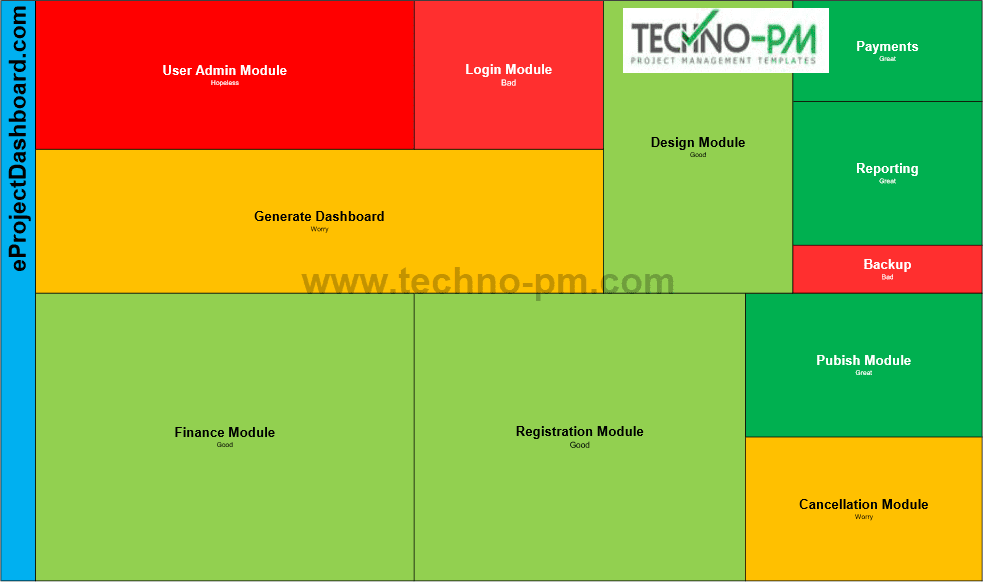 eProjectDashboard.com
User Admin Module
Hopeless
Login Module
Bad
TECHNO-PM
PROJECT MANAGEMENT TEMPLATES
Payments
Great
Design Module
Good
Reporting
Great
Generate Dashboard
Worry
Backup
Bad
www.techno-pm.com
Finance Module
Good
Registration Module
Good
Pubish Module
Great
Cancellation Module
Worry